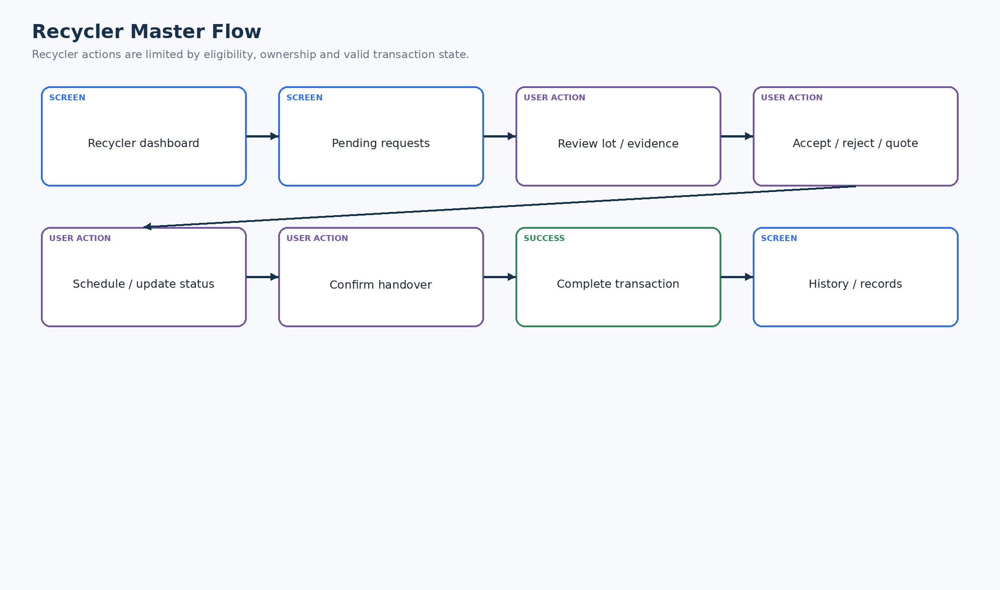 Recycler Master Flow
Recycler actions are limited by eligibility, ownership and valid transaction state.
SCREEN
Recycler dashboard
SCREEN
Pending requests
USER ACTION
Review lot / evidence
USER ACTION
Accept / reject / quote
USER ACTION
Schedule / update status
USER ACTION
Confirm handover
SUCCESS
Complete transaction
SCREEN
History / records